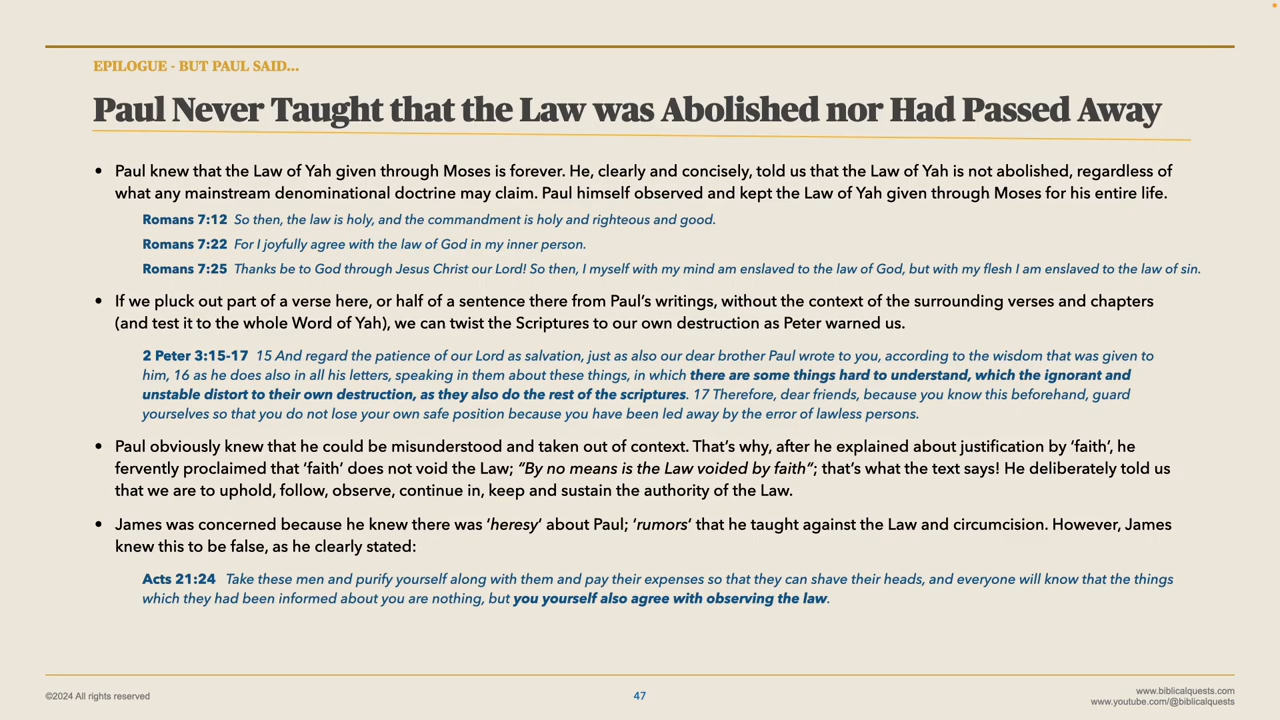 EPILOGUE - BUT PAUL SAID...
Paul Never Taught that the Law was Abolished nor Had Passed Away
• Paul knew that the Law of Yah given through Moses is forever. He, clearly and concisely, told us that the Law of Yah is not abolished, regardless of
what any mainstream denominational doctrine may claim. Paul himself observed and kept the Law of Yah given through Moses for his entire life.
Romans 7:12 So then, the law is holy, and the commandment is holy and righteous and good.
Romans 7:22 For I joyfully agree with the law of God in my inner person.
Romans 7:25 Thanks be to God through Jesus Christ our Lord! So then, I myself with my mind am enslaved to the law of God, but with my flesh I am enslaved to the law of sin.
• If we pluck out part of a verse here, or half of a sentence there from Paul's writings, without the context of the surrounding verses and chapters
(and test it to the whole Word of Yah), we can twist the Scriptures to our own destruction as Peter warned us.
2 Peter 3:15-17 15 And regard the patience of our Lord as salvation, just as also our dear brother Paul wrote to you, according to the wisdom that was given to
him, 16 as he does also in all his letters, speaking in them about these things, in which there are some things hard to understand, which the ignorant and
unstable distort to their own destruction, as they also do the rest of the scriptures. 17 Therefore, dear friends, because you know this beforehand, guard
yourselves so that you do not lose your own safe position because you have been led away by the error of lawless persons.
• Paul obviously knew that he could be misunderstood and taken out of context. That's why, after he explained about justification by 'faith', he
fervently proclaimed that 'faith' does not void the Law; "By no means is the Law voided by faith"; that's what the text says! He deliberately told us
that we are to uphold, follow, observe, continue in, keep and sustain the authority of the Law.
• James was concerned because he knew there was 'heresy' about Paul; 'rumors' that he taught against the Law and circumcision. However, James
knew this to be false, as he clearly stated:
Acts 21:24 Take these men and purify yourself along with them and pay their expenses so that they can shave their heads, and everyone will know that the things
which they had been informed about you are nothing, but you yourself also agree with observing the law.
©2024 All rights reserved
47
www.biblicalquests.com
www.youtube.com/@biblicalquests